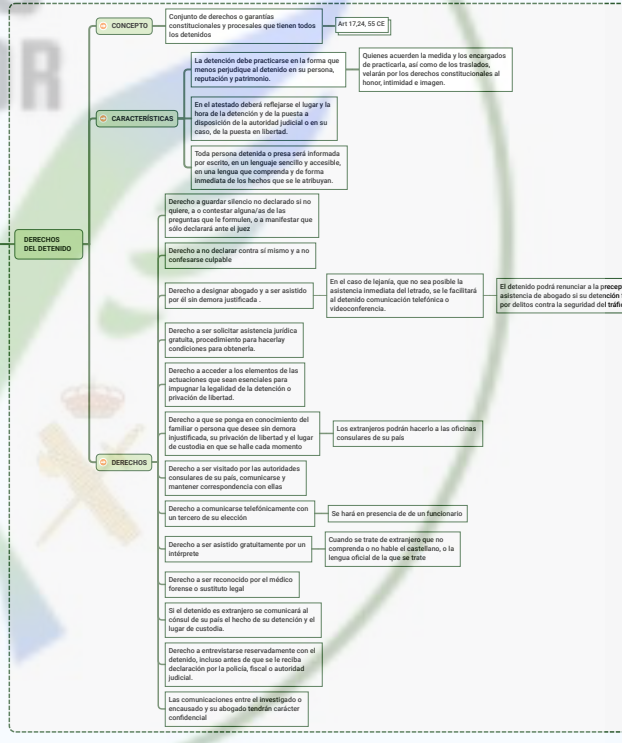 OR
CONCEPTO
Conjunto de derechos o garantías
constitucionales y procesales que tienen todos
los detenidos
Art 17,24, 55 CE
CARACTERÍSTICAS
La detención debe practicarse en la forma que
menos perjudique al detenido en su persona,
reputación y patrimonio.
Quienes acuerden la medida y los encargados
de practicarla, así como de los traslados,
velarán por los derechos constitucionales al
honor, intimidad e imagen.
En el atestado deberá reflejarse el lugar y la
hora de la detención y de la puesta a
disposición de la autoridad judicial o en su
caso, de la puesta en libertad.
Toda persona detenida o presa será informada
por escrito, en un lenguaje sencillo y accesible,
en una lengua que comprenda y de forma
inmediata de los hechos que se le atribuyan.
DERECHOS
DEL DETENIDO
DERECHOS
Derecho a guardar silencio no declarado si no
quiere, a o contestar alguna/as de las
preguntas que le formulen, o a manifestar que
sólo declarará ante el juez
Derecho a no declarar contra sí mismo y a no
confesarse culpable
Derecho a designar abogado y a ser asistido
por él sin demora justificada .
En el caso de lejanía, que no sea posible la
asistencia inmediata del letrado, se le facilitará
al detenido comunicación telefónica o
videoconferencia.
El detenido podrá renunciar a la precep
asistencia de abogado si su detención
por delitos contra la seguridad del tráfi
Derecho a ser solicitar asistencia jurídica
gratuita, procedimiento para hacerlay
condiciones para obtenerla.
Derecho a acceder a los elementos de las
actuaciones que sean esenciales para
impugnar la legalidad de la detención o
privación de libertad.
Derecho a que se ponga en conocimiento del
familiar o persona que desee sin demora
injustificada, su privación de libertad y el lugar
de custodia en que se halle cada momento
Los extranjeros podrán hacerlo a las oficinas
consulares de su país
Derecho a ser visitado por las autoridades
consulares de su país, comunicarse y
mantener correspondencia con ellas
Derecho a comunicarse telefónicamente con
un tercero de su elección
Se hará en presencia de de un funcionario
Derecho a ser asistido gratuitamente por un
intérprete
Cuando se trate de extranjero que no
comprenda o no hable el castellano, o la
lengua oficial de la que se trate
Derecho a ser reconocido por el médico
forense o sustituto legal
Si el detenido es extranjero se comunicará al
cónsul de su país el hecho de su detención y el
lugar de custodia.
Derecho a entrevistarse reservadamente con el
detenido, incluso antes de que se le reciba
declaración por la policía, fiscal o autoridad
judicial.
Las comunicaciones entre el investigado o
encausado y su abogado tendrán carácter
confidencial